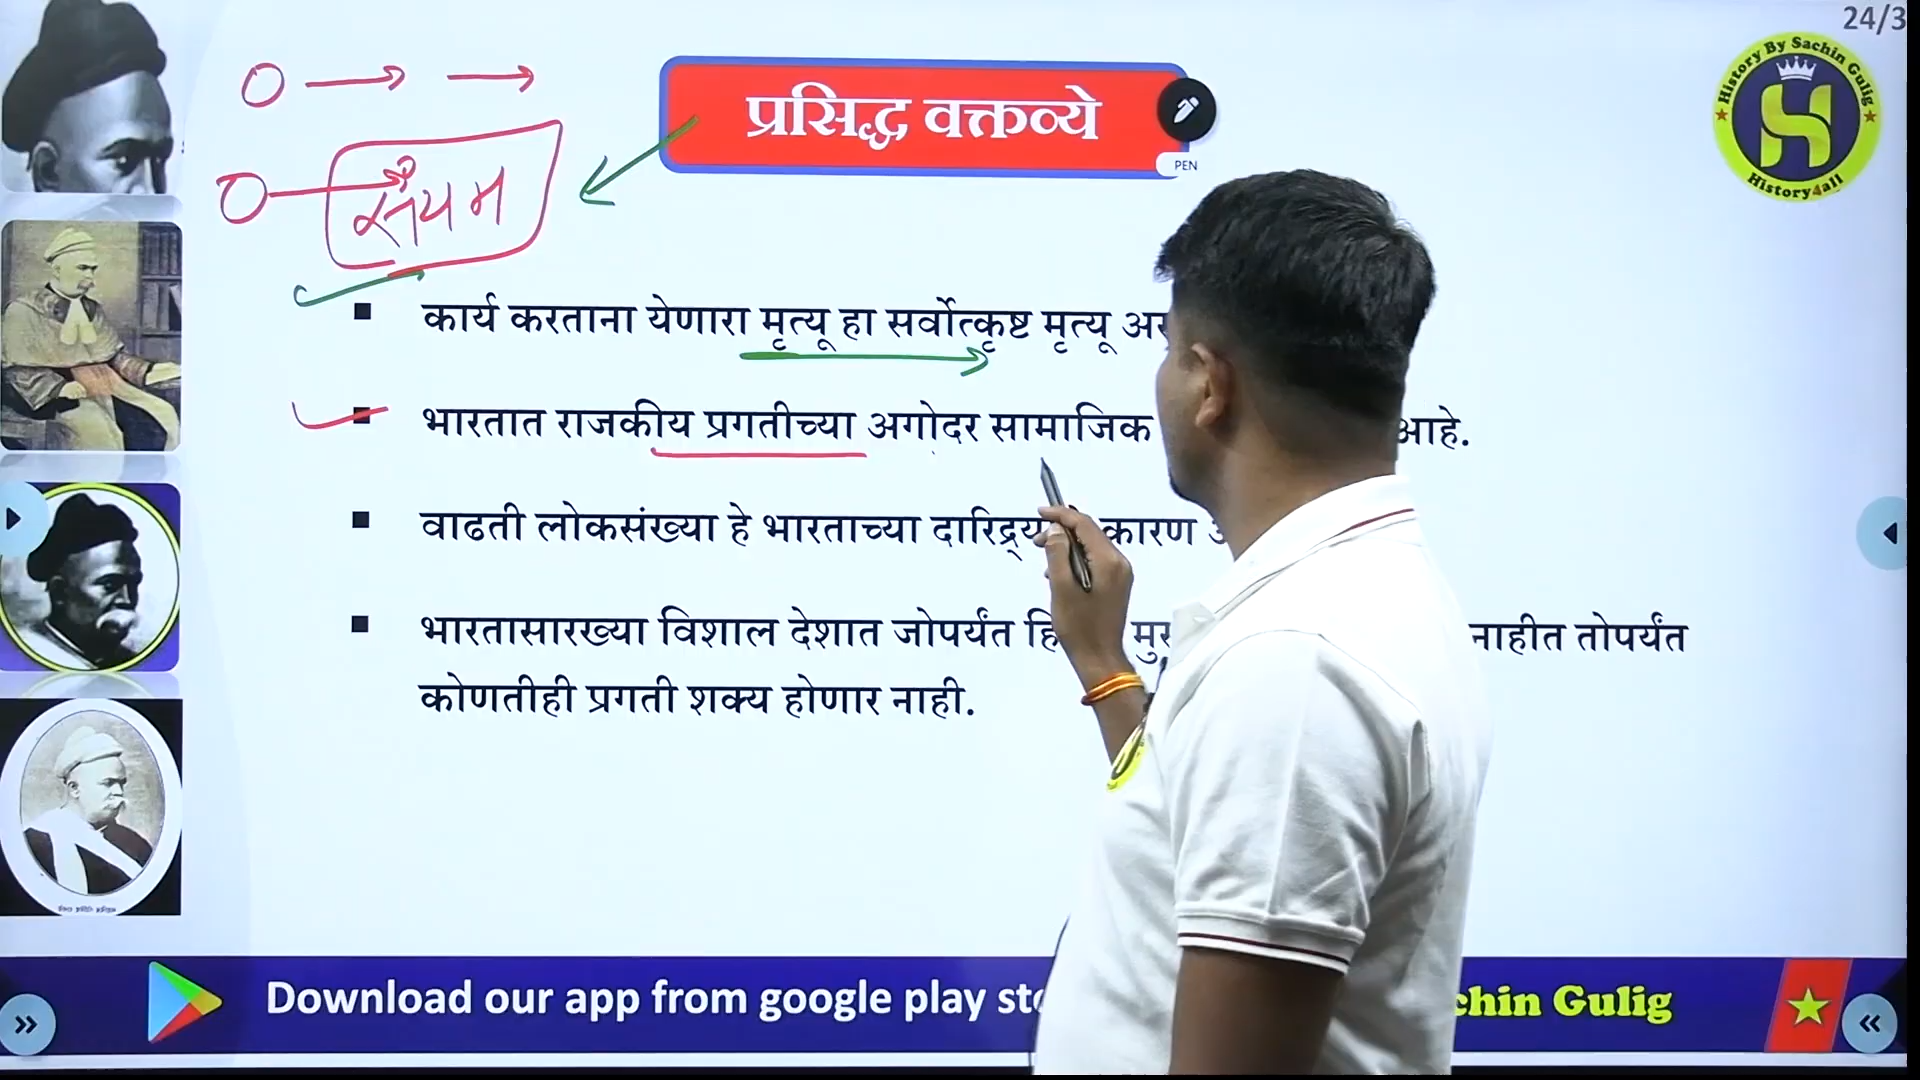 24/3
History By Sachin Gulig
History4all
प्रसिद्ध वक्तव्ये
PEN
संयम
कार्य करताना येणारा मृत्यू हा सर्वोत्कृष्ट मृत्यू
भारतात राजकीय प्रगतीच्या अगोदर सामाजिक आहे.
वाढती लोकसंख्या हे भारताच्या कारण
भारतासारख्या विशाल देशात जोपर्यंत नाहीत तोपर्यंत
कोणतीही प्रगती शक्य होणार नाही.
Download our app from google play Gulig